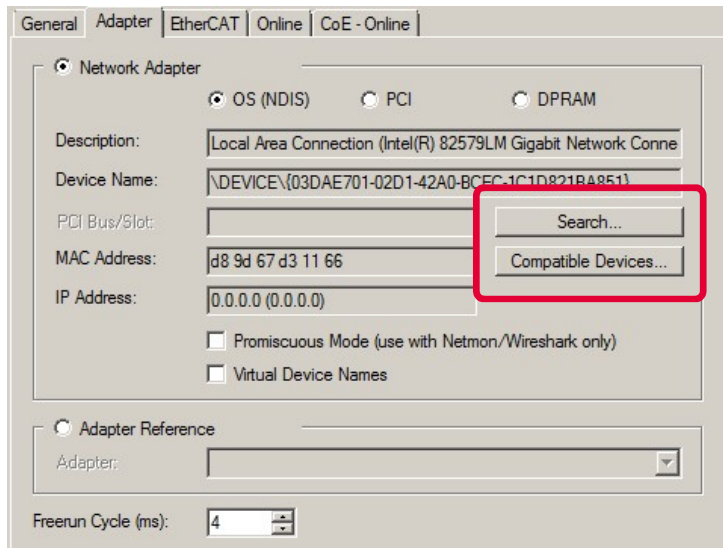 General Adapter EtherCAT Online CoE - Online
Network Adapter
OS (NDIS) PCI DPRAM
Description: Local Area Connection (Intel(R) 82579LM Gigabit Network Conne
Device Name: \DEVICE\{03DAE701-02D1-42A0-BCFC-1C1D821BA851}
PCI Bus/Slot: Search...
MAC Address: d8 9d 67 d3 11 66 Compatible Devices...
IP Address: 0.0.0.0 (0.0.0.0)
Promiscuous Mode (use with Netmon/Wireshark only)
Virtual Device Names
Adapter Reference
Adapter:
Freerun Cycle (ms): 4